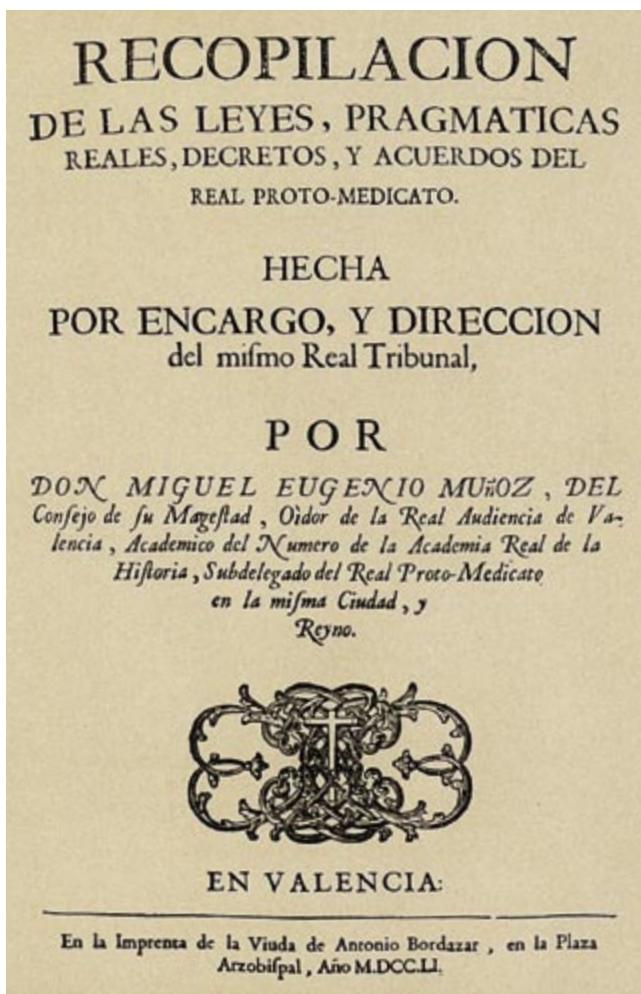 RECOPILACION
DE LAS LEYES, PRAGMATICAS
REALES, DECRETOS, Y ACUERDOS DEL
REAL PROTO-MEDICATO.
HECHA
POR ENCARGO, Y DIRECCION
del miſmo Real Tribunal,
POR
DON MIGUEL EUGENIO MUñOZ, DEL
Conſejo de ſu Mageſtad, Oìdor de la Real Audiencia de Va-
lencia, Academico del Numero de la Academia Real de la
Hiſtoria, Subdelegado del Real Proto-Medicato
en la miſma Ciudad, y
Reyno.
EN VALENCIA:
En la Imprenta de la Viuda de Antonio Bordazar, en la Plaza
Arzobiſpal, Año M.DCC.LI.